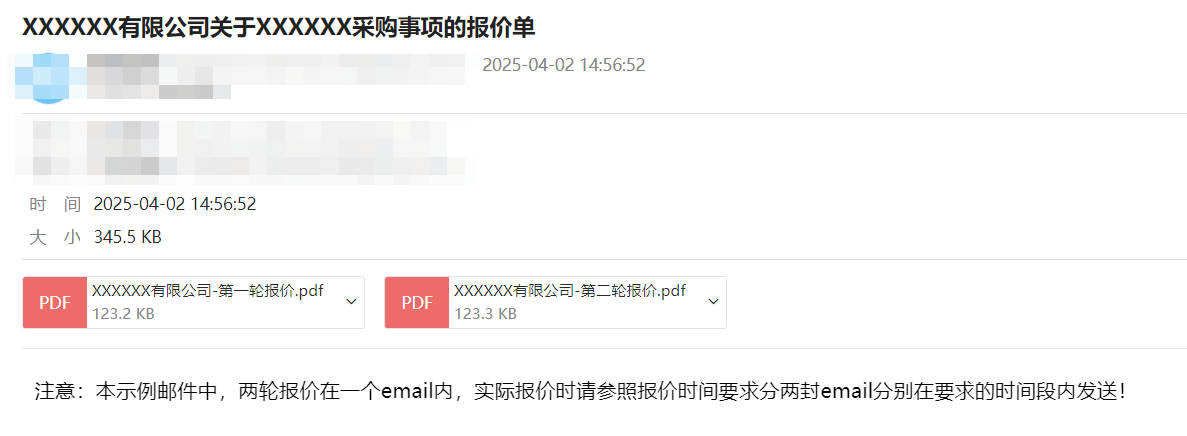 XXXXXX有限公司关于XXXXXX采购事项的报价单
2025-04-02 14:56:52
时 间 2025-04-02 14:56:52
大 小 345.5 KB
PDF XXXXXX有限公司-第一轮报价.pdf
123.2 KB
PDF XXXXXX有限公司-第二轮报价.pdf
123.3 KB
注意：本示例邮件中，两轮报价在一个email内，实际报价时请参照报价时间要求分两封email分别在要求的时间段内发送！